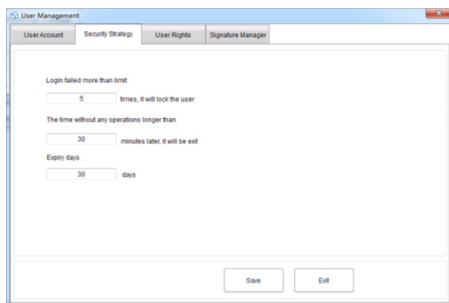 User Management
User Account Security Strategy User Rights Signature Manager
Login failed more than limit
5 times, it will lock the user
The time without any operations longer than
30 minutes later, it will be exit
Expiry days
30 days
Save Exit